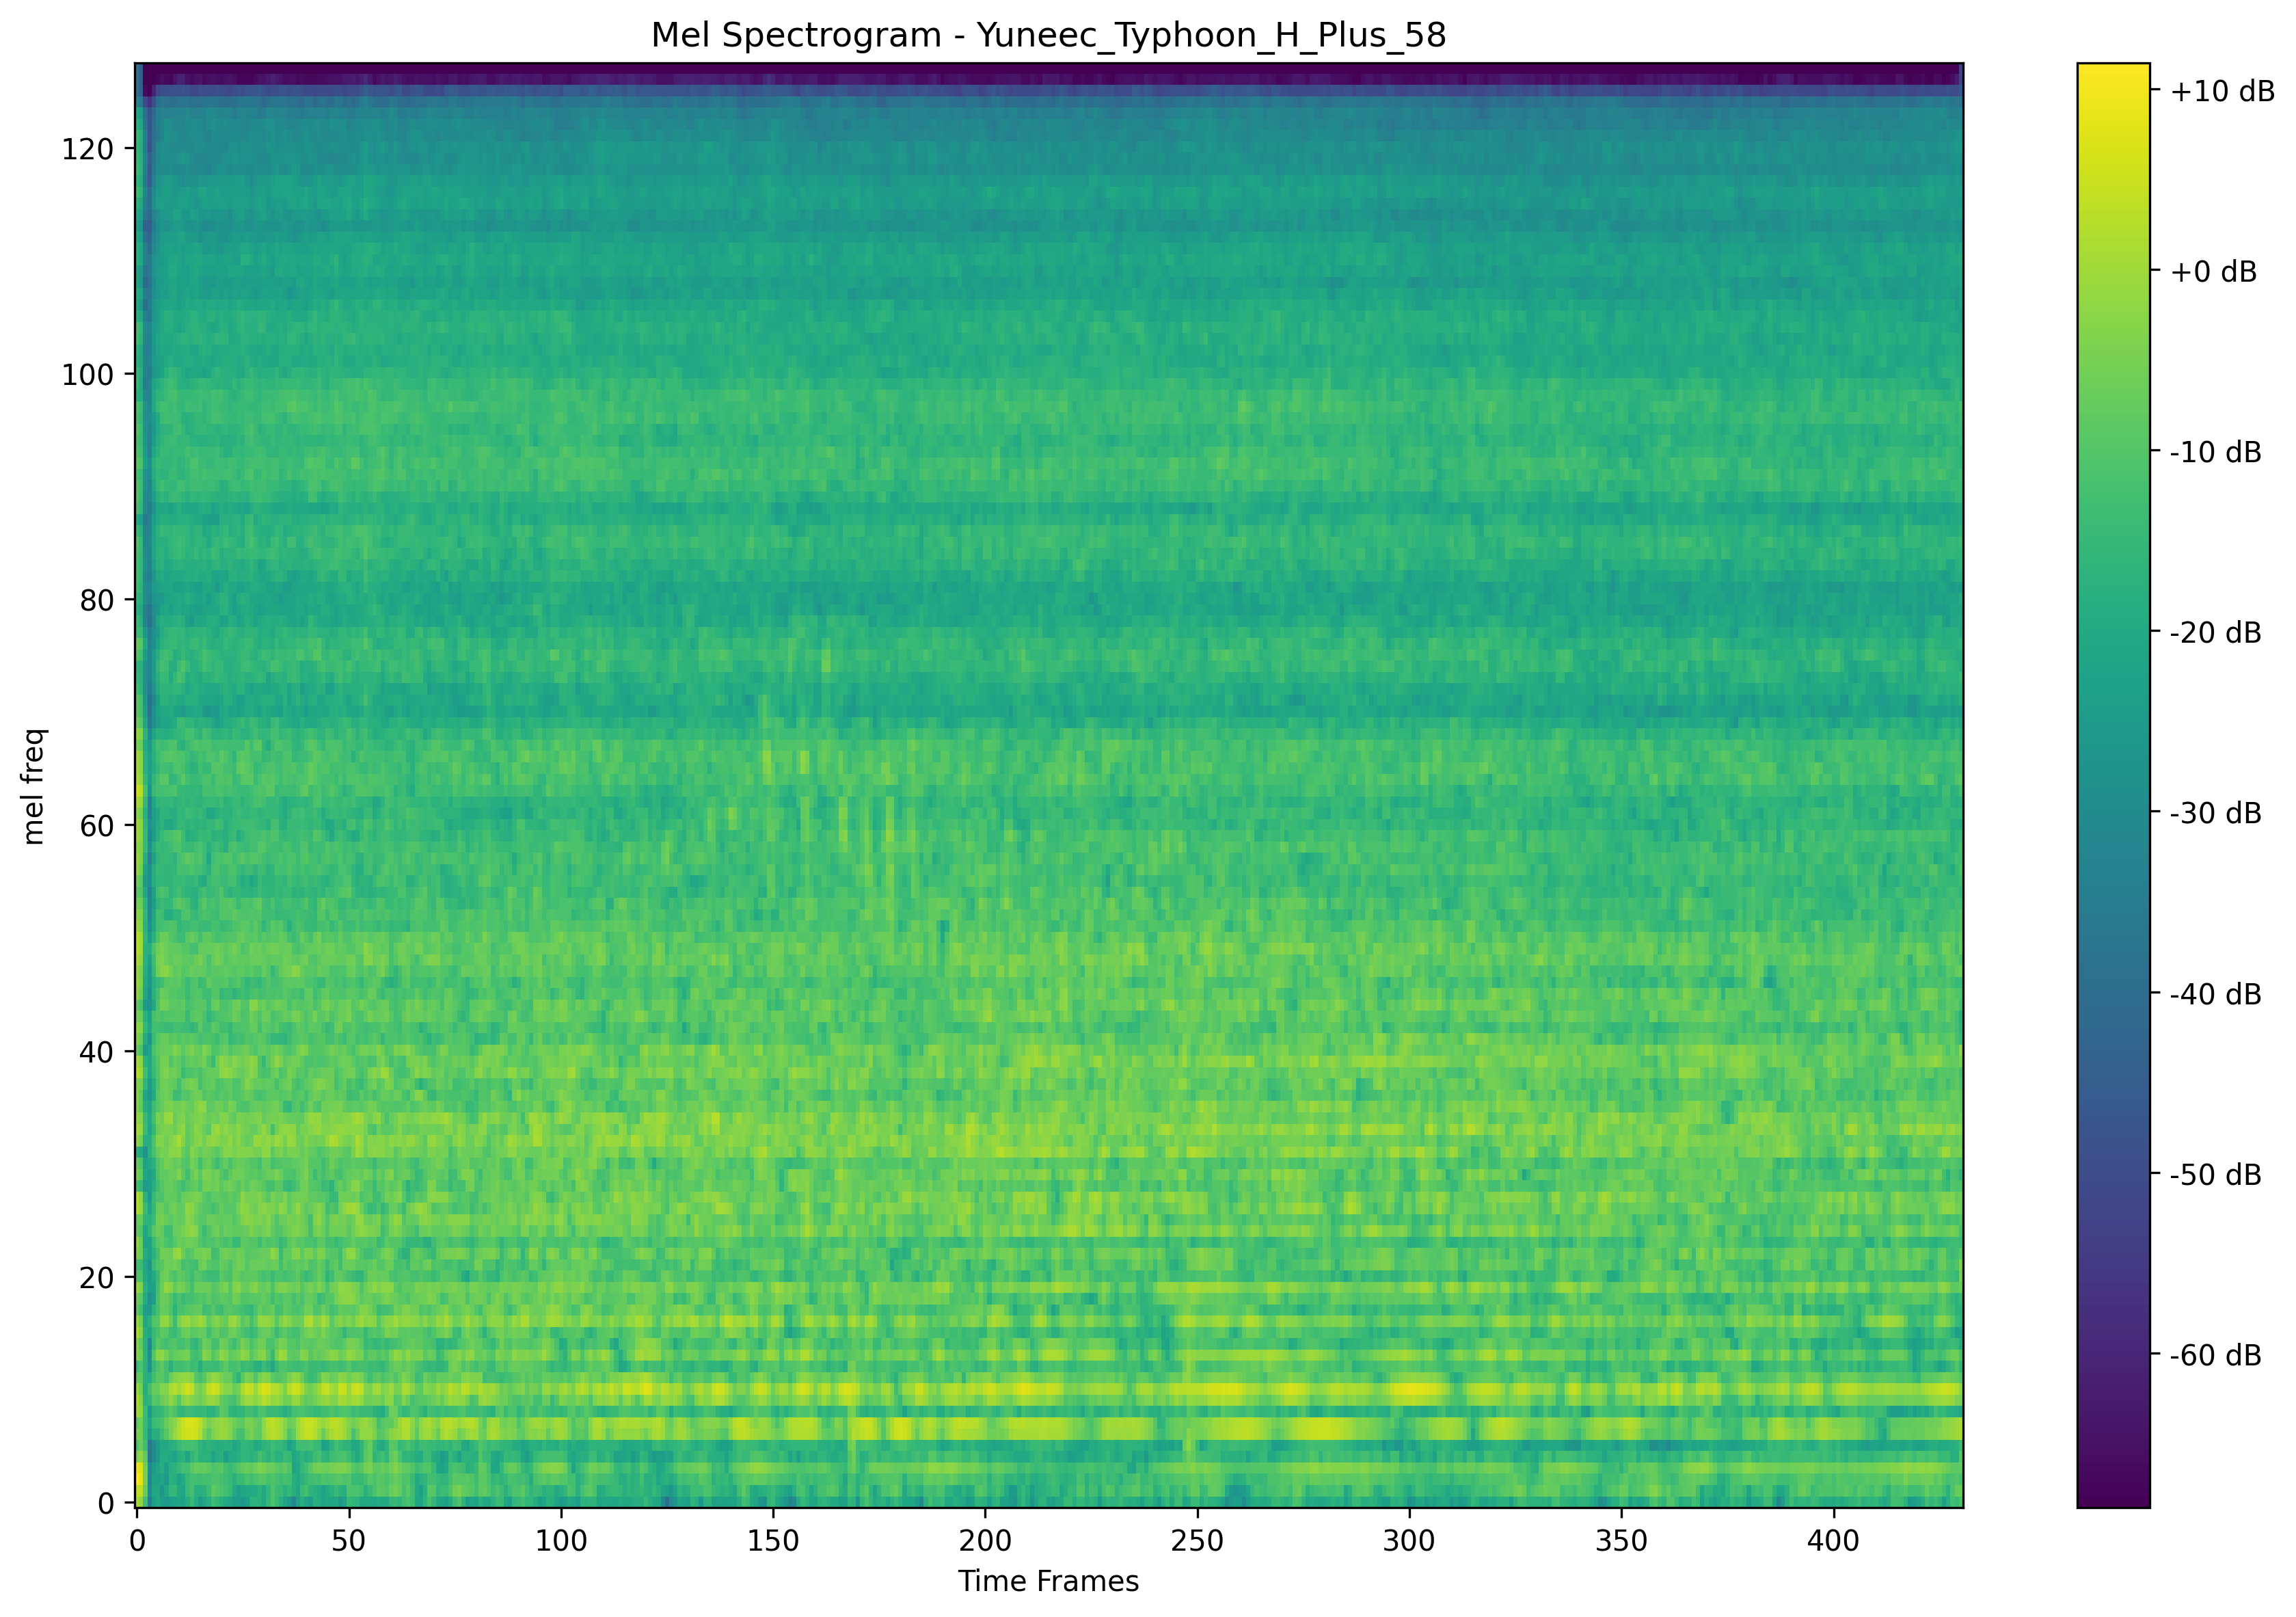 Mel Spectrogram - Yuneec_Typhoon_H_Plus_58
mel freq
120
100
80
60
40
20
0
0 50 100 150 200 250 300 350 400
Time Frames
+10 dB
+0 dB
-10 dB
-20 dB
-30 dB
-40 dB
-50 dB
-60 dB